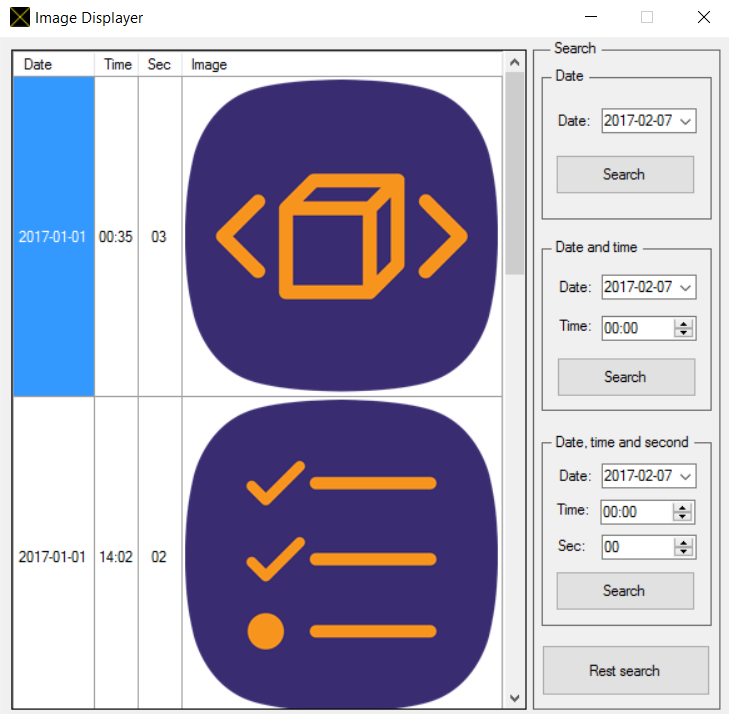 Image Displayer
Date Time Sec Image
2017-01-01 00:35 03
2017-01-01 14:02 02
Search
Date
Date: 2017-02-07
Search
Date and time
Date: 2017-02-07
Time: 00:00
Search
Date, time and second
Date: 2017-02-07
Time: 00:00
Sec: 00
Search
Rest search